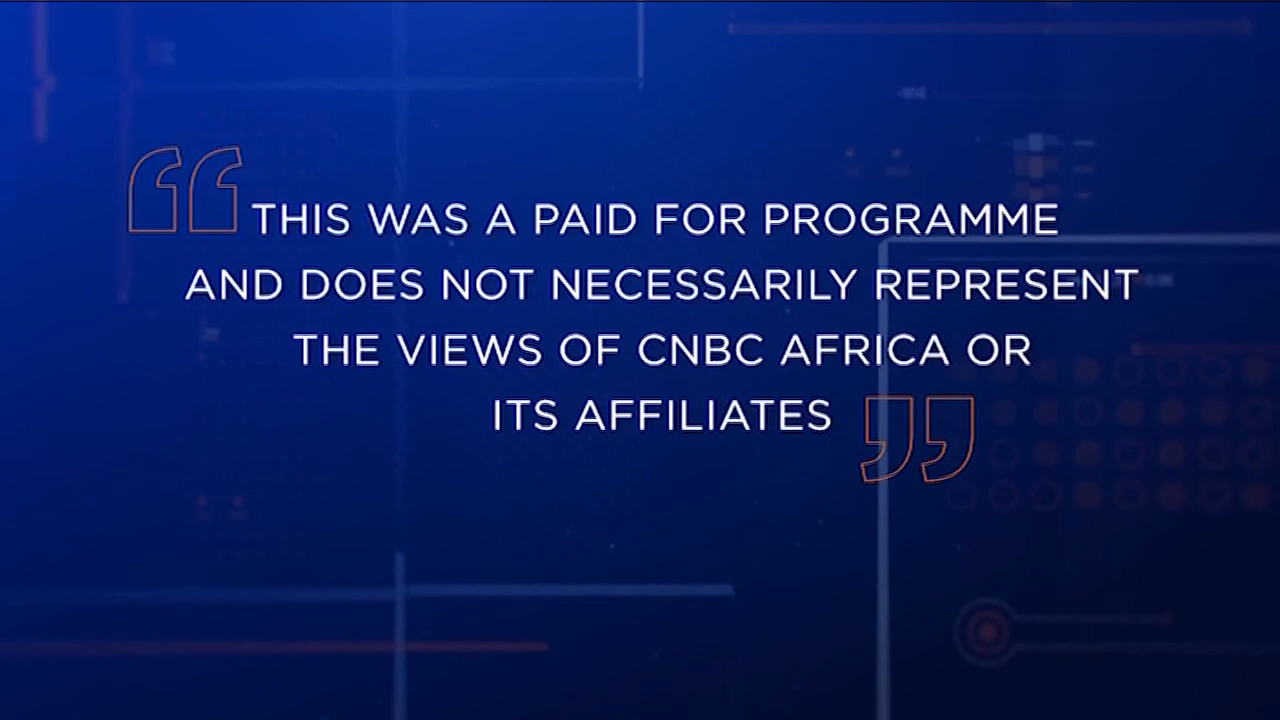 THIS WAS A PAID FOR PROGRAMME
AND DOES NOT NECESSARILY REPRESENT
THE VIEWS OF CNBC AFRICA OR
ITS AFFILIATES